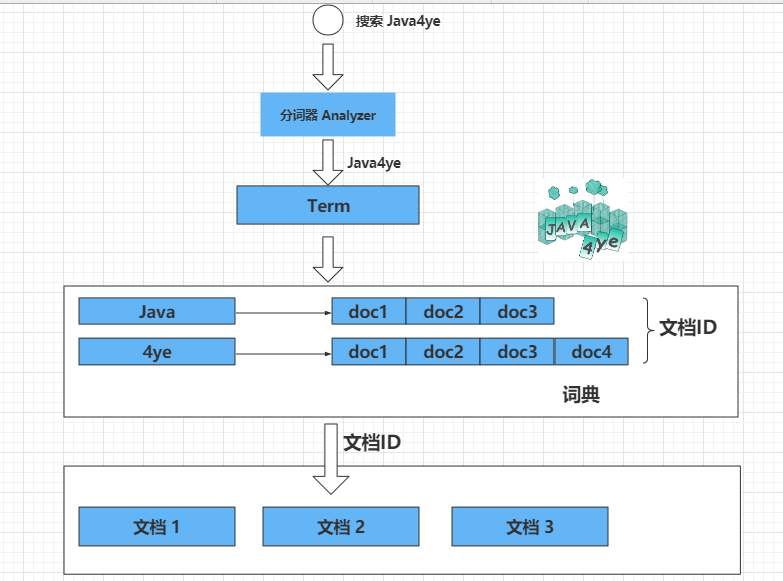 搜索 Java4ye
分词器 Analyzer
Java4ye
Term
JAVA
4ye
Java doc1 doc2 doc3
文档ID
4ye doc1 doc2 doc3 doc4
词典
文档ID
文档 1 文档 2 文档 3